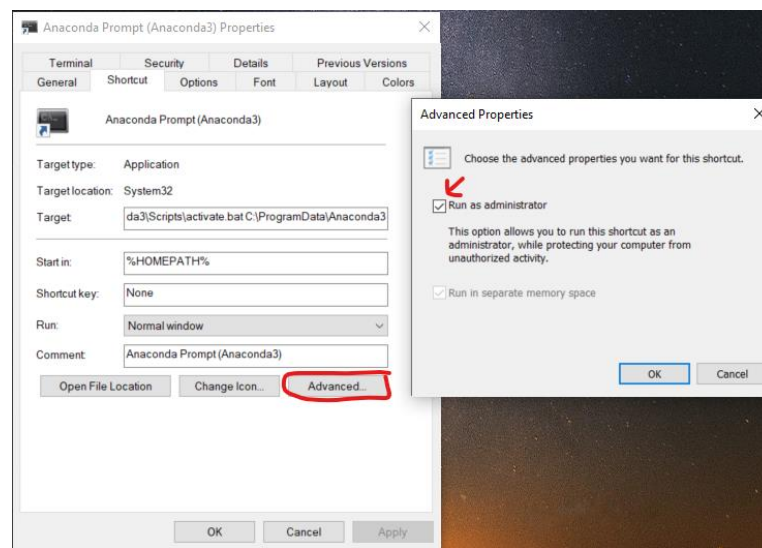 Anaconda Prompt (Anaconda3) Properties
Terminal Security Details Previous Versions
General Shortcut Options Font Layout Colors
Anaconda Prompt (Anaconda3)
Target type: Application
Target location: System32
Target: da3\Scripts\activate.bat C:\ProgramData\Anaconda3
Start in: %HOMEPATH%
Shortcut key: None
Run: Normal window
Comment: Anaconda Prompt (Anaconda3)
Open File Location Change Icon... Advanced...
OK Cancel Apply
Advanced Properties
Choose the advanced properties you want for this shortcut.
Run as administrator
This option allows you to run this shortcut as an
administrator, while protecting your computer from
unauthorized activity.
Run in separate memory space
OK Cancel